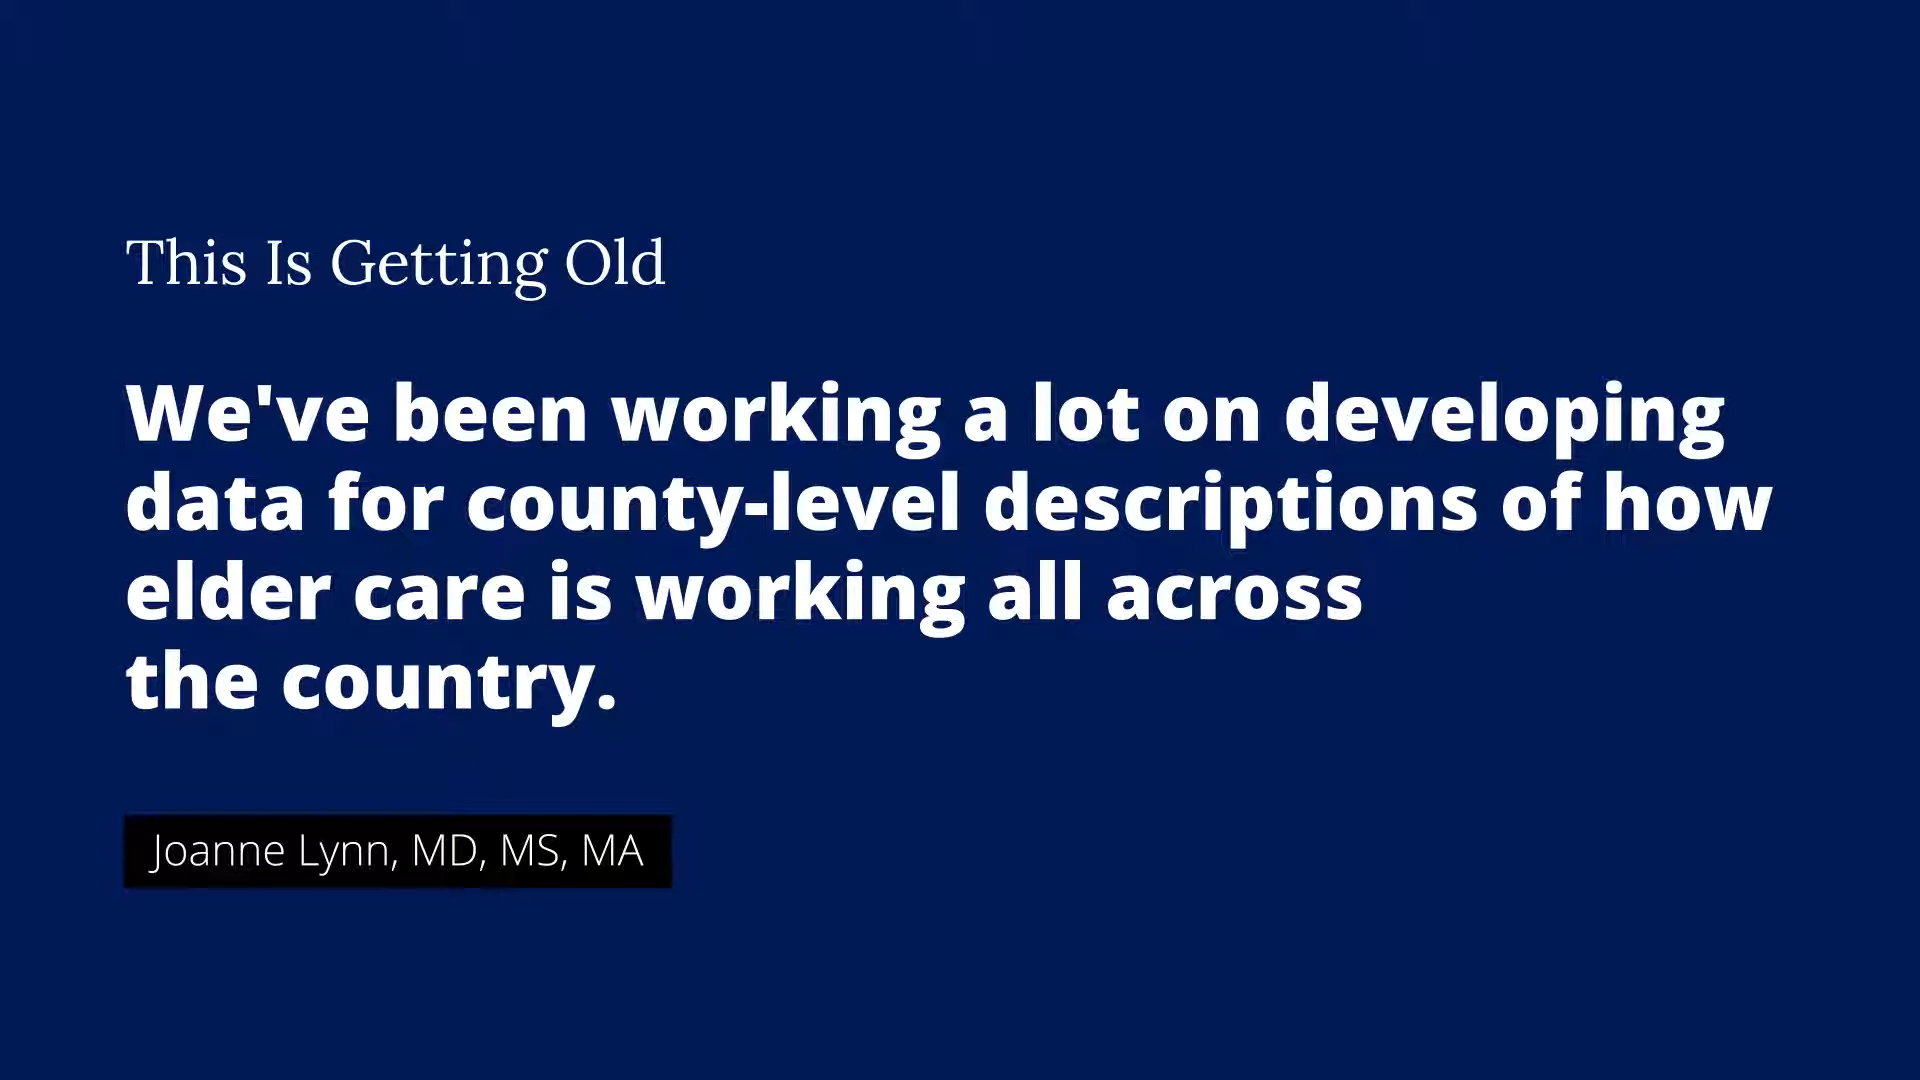 This Is Getting Old
We've been working a lot on developing
data for county-level descriptions of how
elder care is working all across
the country.
Joanne Lynn, MD, MS, MA